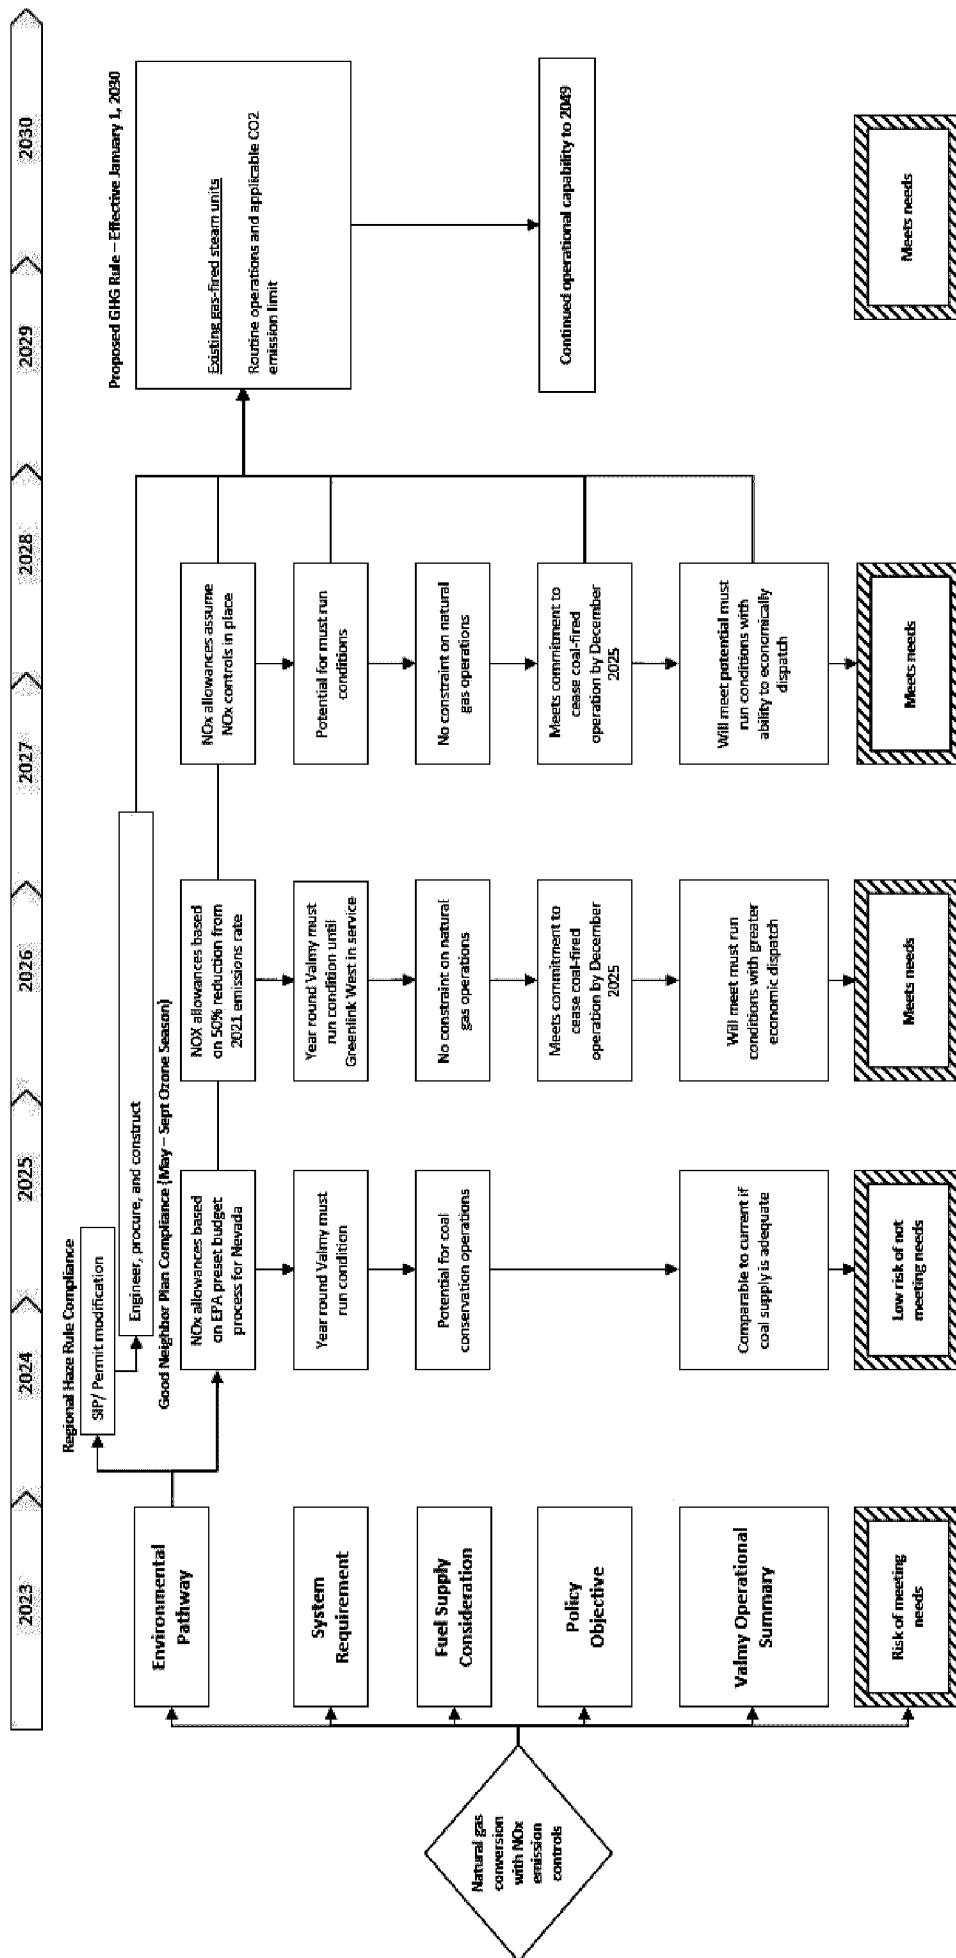 2023
2024
2025
2026
2027
2028
2029
2030
Natural gas
conversion
with NOx
emission
controls
Environmental
Pathway
System
Requirement
Fuel Supply
Consideration
Policy
Objective
Valmy Operational
Summary
Risk of meeting
needs
Regional Haze Rule Compliance
SIP/ Permit modification
Engineer, procure, and construct
Good Neighbor Plan Compliance (May – Sept Ozone Season)
NOx allowances based
on EPA preset budget
process for Nevada
Year round Valmy must
run condition
Potential for coal
conservation operations
Comparable to current if
coal supply is adequate
Low risk of not
meeting needs
NOX allowances based
on 50% reduction from
2021 emissions rate
Year round Valmy must
run condition until
Greenlink West in service
No constraint on natural
gas operations
Meets commitment to
cease coal-fired
operation by December
2025
Will meet must run
conditions with greater
economic dispatch
Meets needs
NOx allowances assume
NOx controls in place
Potential for must run
conditions
No constraint on natural
gas operations
Meets commitment to
cease coal-fired
operation by December
2025
Will meet potential must
run conditions with
ability to economically
dispatch
Meets needs
Proposed GHG Rule – Effective January 1, 2030
Existing gas-fired steam units
Routine operations and applicable CO2
emission limit
Continued operational capability to 2049
Meets needs